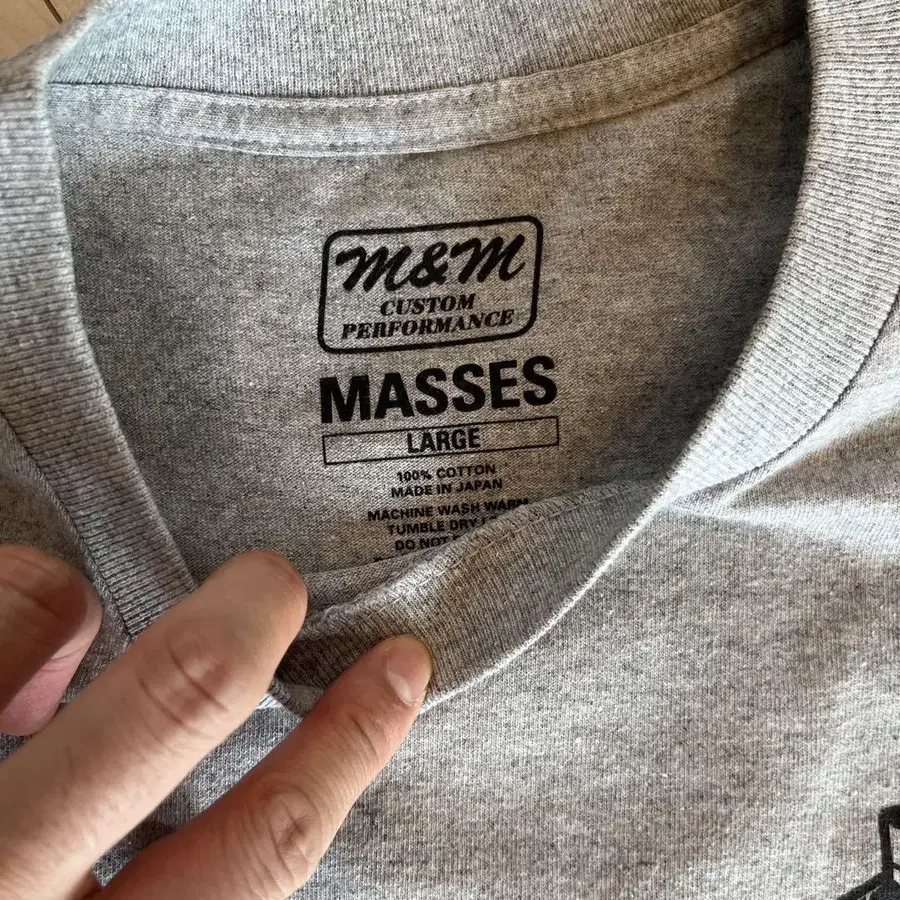 M&M
CUSTOM
PERFORMANCE
MASSES
LARGE
100% COTTON
MADE IN JAPAN
MACHINE WASH WARM
TUMBLE DRY
DO NOT